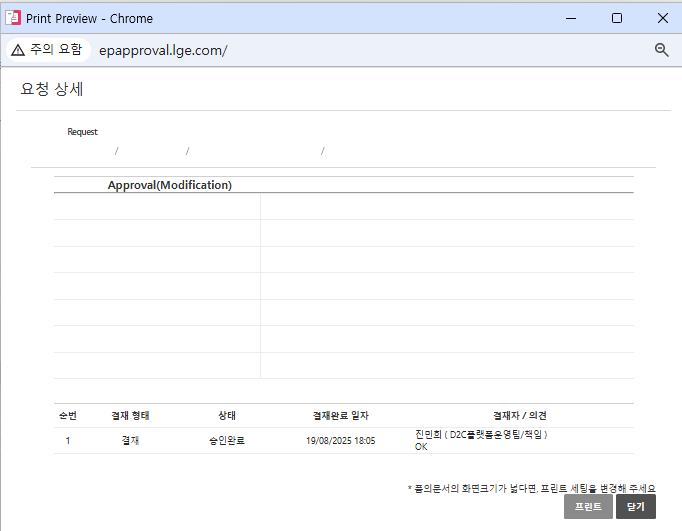 Print Preview - Chrome
주의 요함 epapproval.lge.com/
요청 상세
Request
/ / /
Approval(Modification)
순번 결재 형태 상태 결재완료 일자 결재자 / 의견
1 결재 승인완료 19/08/2025 18:05 진민희 ( D2C플랫폼운영팀/책임 )
OK
* 품의문서의 화면크기가 넓다면, 프린트 세팅을 변경해 주세요
프린트 닫기